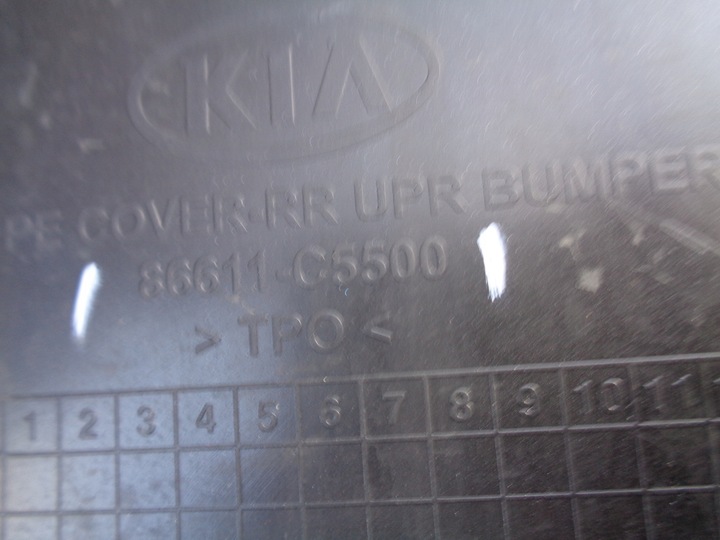 KIA
PE COVER-RR UPR BUMPER
86611-C5500
> TPO <
1 2 3 4 5 6 7 8 9 10 11